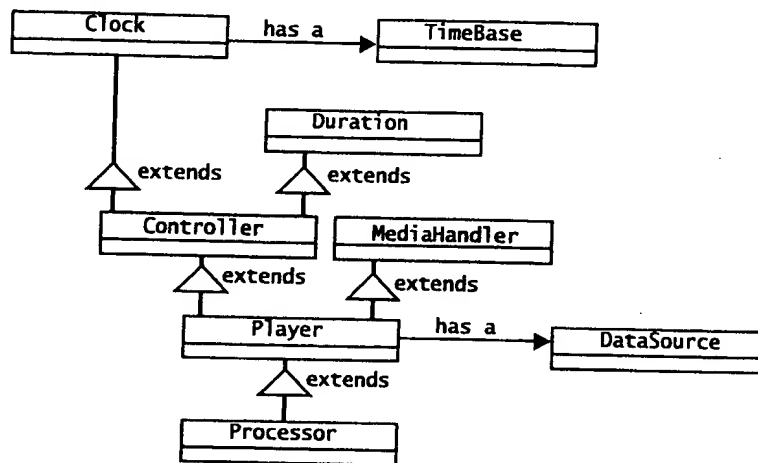 Clock
has a
TimeBase
Duration
extends
extends
Controller
MediaHandler
extends
extends
Player
has a
DataSource
extends
Processor